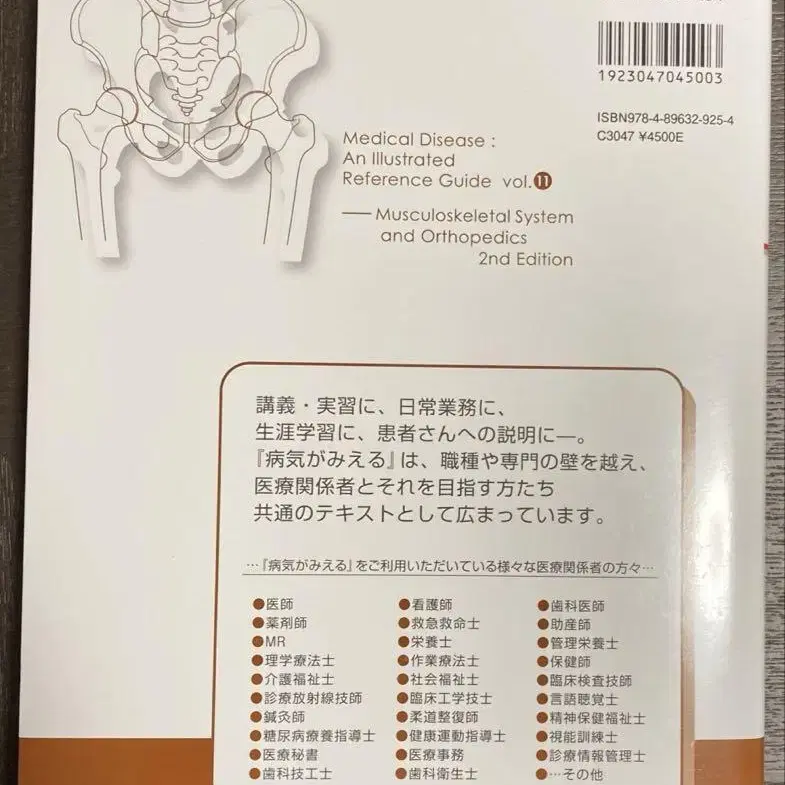 1923047045003
ISBN978-4-89632-925-4
C3047 ¥4500E
Medical Disease :
An Illustrated
Reference Guide vol.11
Musculoskeletal System
and Orthopedics
2nd Edition
講義・実習に、日常業務に、
生涯学習に、患者さんへの説明に―。
『病気がみえる』は、職種や専門の壁を越え、
医療関係者とそれを目指す方たち
共通のテキストとして広まっています。
…『病気がみえる』をご利用いただいている様々な医療関係者の方々…
●医師 ●看護師 ●歯科医師
●薬剤師 ●救急救命士 ●助産師
●MR ●栄養士 ●管理栄養士
●理学療法士 ●作業療法士 ●保健師
●介護福祉士 ●社会福祉士 ●臨床検査技師
●診療放射線技師 ●臨床工学技士 ●言語聴覚士
●鍼灸師 ●柔道整復師 ●精神保健福祉士
●糖尿病療養指導士 ●健康運動指導士 ●視能訓練士
●医療秘書 ●医療事務 ●診療情報管理士
●歯科技工士 ●歯科衛生士 ●…その他